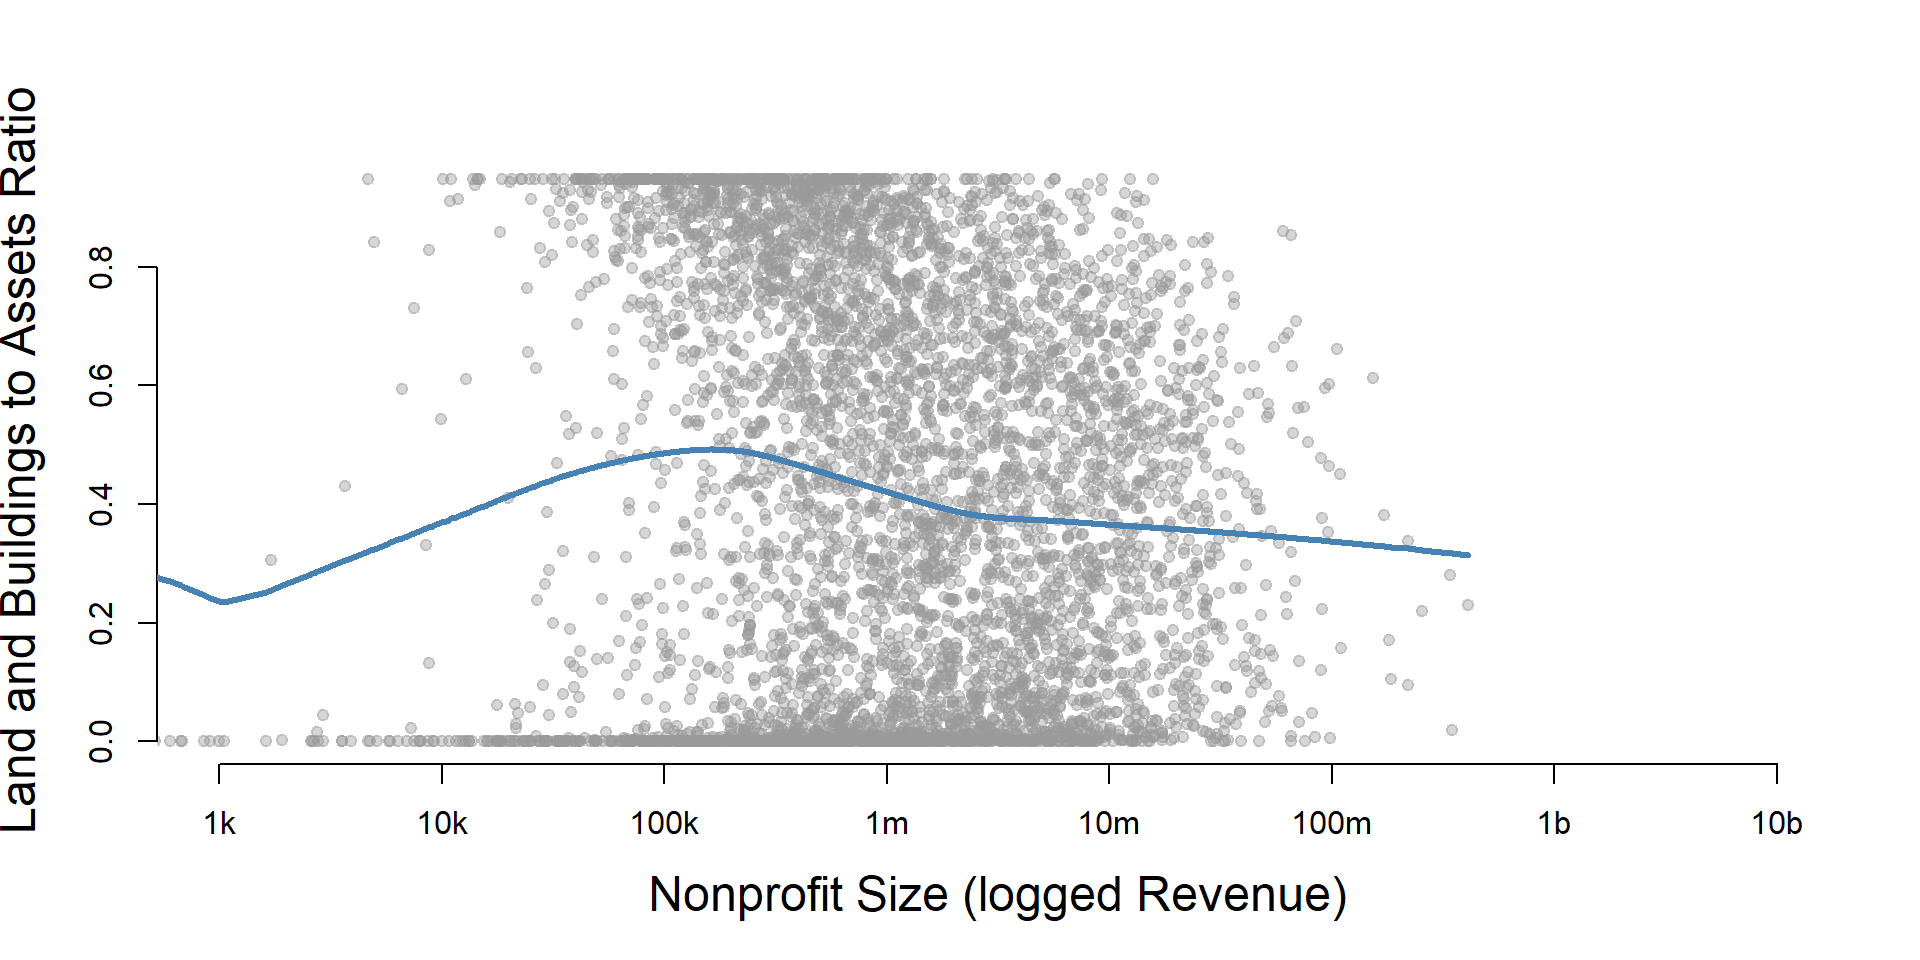 Land and Buildings to Assets Ratio
0.8
0.6
0.4
0.2
0.0
1k 10k 100k 1m 10m 100m 1b 10b
Nonprofit Size (logged Revenue)